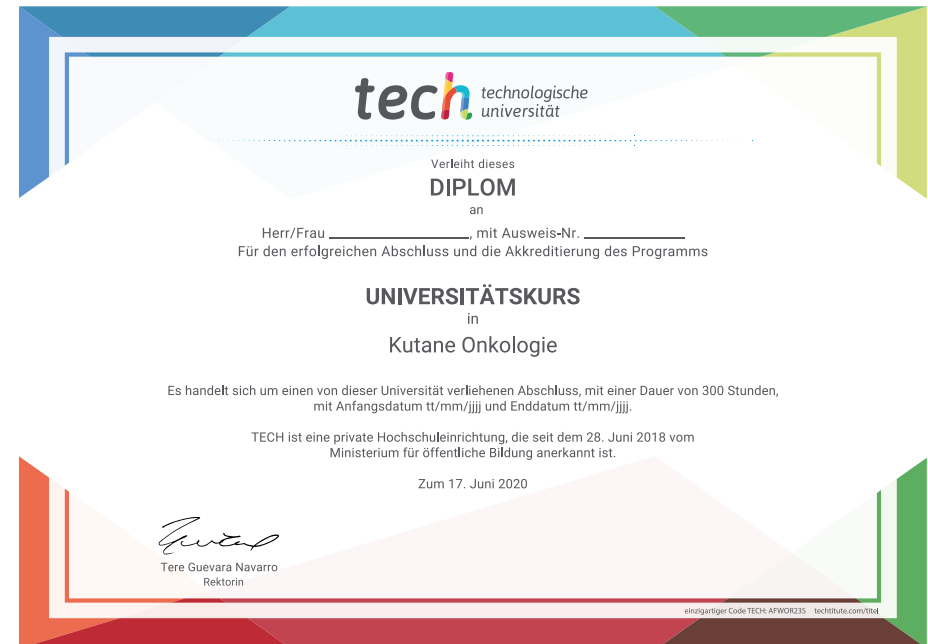 tech technologische
universität
Verleiht dieses
DIPLOM
an
Herr/Frau ____________________, mit Ausweis-Nr. ______________
Für den erfolgreichen Abschluss und die Akkreditierung des Programms
UNIVERSITÄTSKURS
in
Kutane Onkologie
Es handelt sich um einen von dieser Universität verliehenen Abschluss, mit einer Dauer von 300 Stunden,
mit Anfangsdatum tt/mm/jjjj und Enddatum tt/mm/jjjj.
TECH ist eine private Hochschuleinrichtung, die seit dem 28. Juni 2018 vom
Ministerium für öffentliche Bildung anerkannt ist.
Zum 17. Juni 2020
Tere Guevara Navarro
Rektorin
einzigartiger Code TECH: AFWOR23S techtitute.com/titel